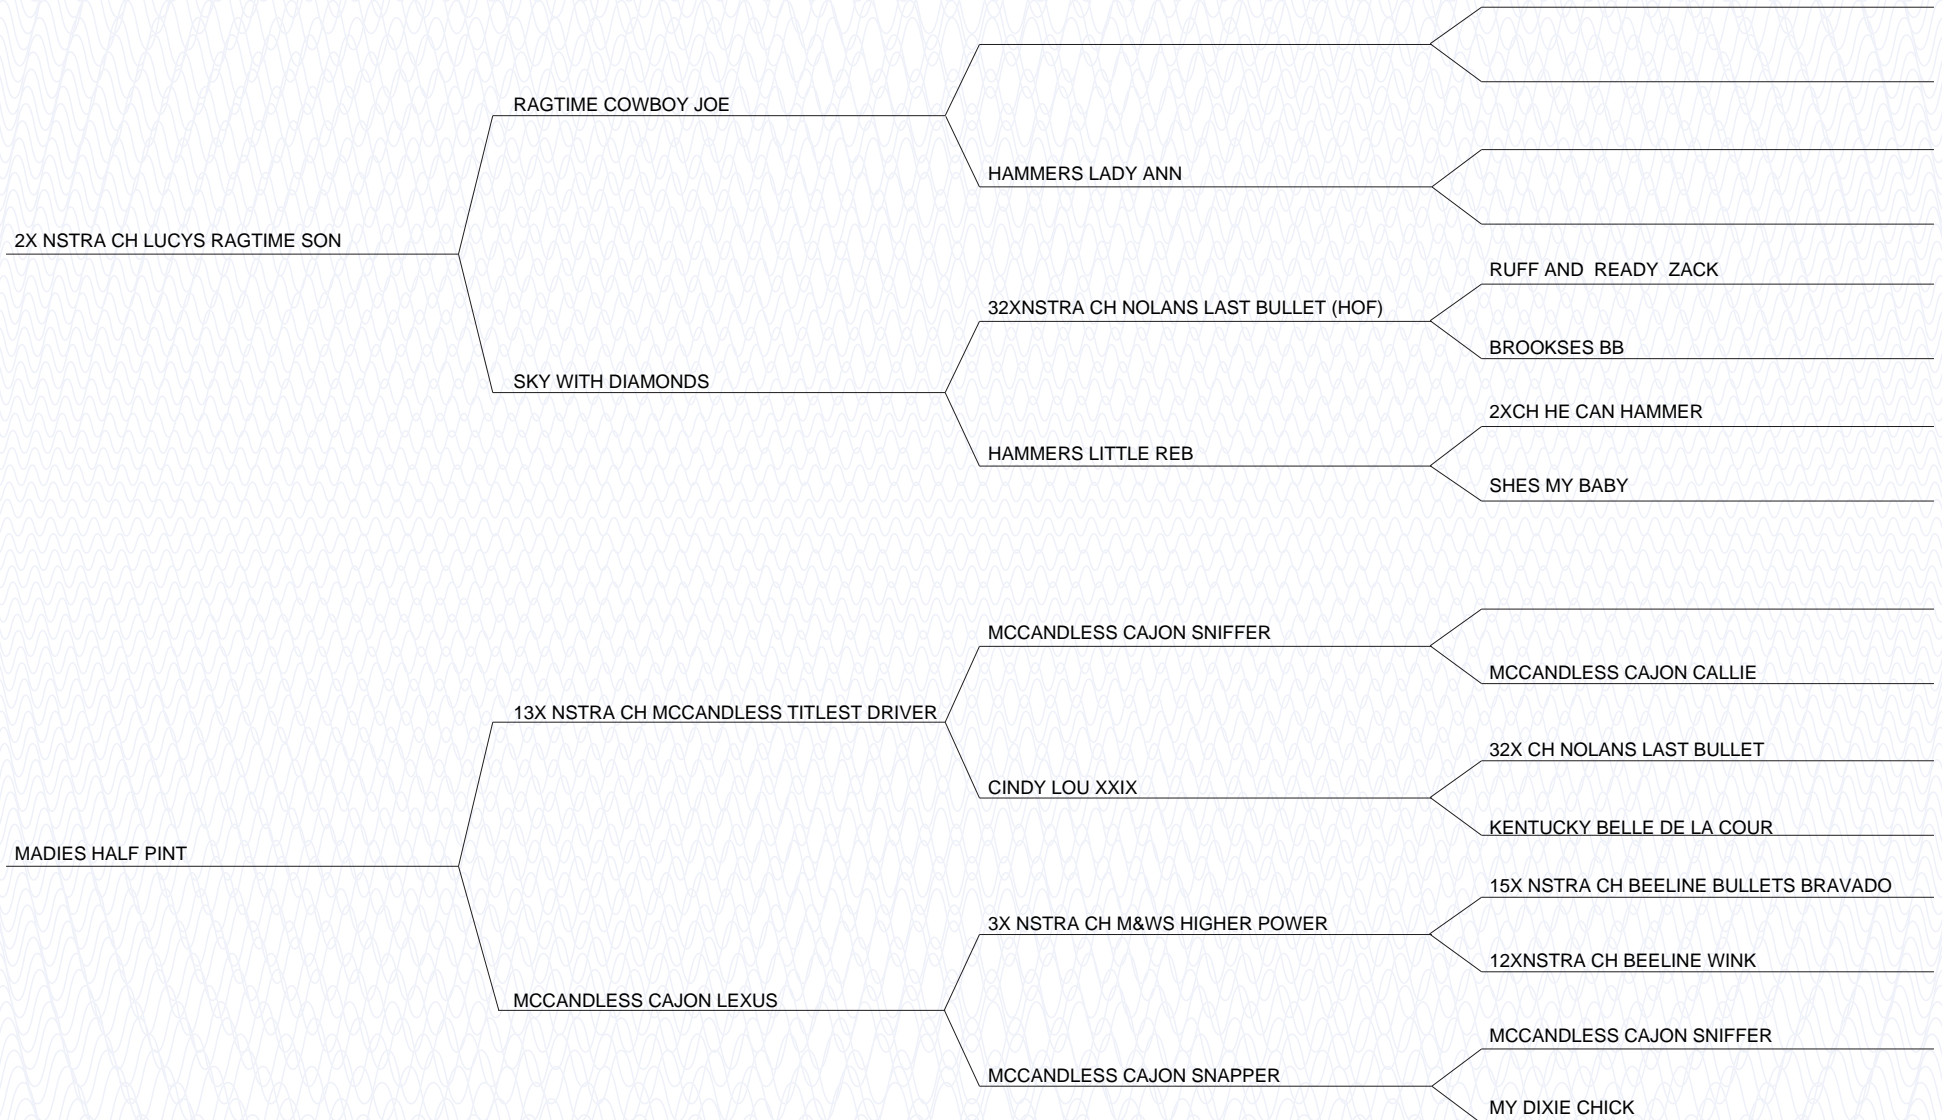 RAGTIME COWBOY JOE
HAMMERS LADY ANN
2X NSTRA CH LUCYS RAGTIME SON
RUFF AND  READY  ZACK
32XNSTRA CH NOLANS LAST BULLET (HOF)
BROOKSES BB
SKY WITH DIAMONDS
2XCH HE CAN HAMMER
HAMMERS LITTLE REB
SHES MY BABY
MCCANDLESS CAJON SNIFFER
MCCANDLESS CAJON CALLIE
13X NSTRA CH MCCANDLESS TITLEST DRIVER
32X CH NOLANS LAST BULLET
CINDY LOU XXIX
KENTUCKY BELLE DE LA COUR
MADIES HALF PINT
15X NSTRA CH BEELINE BULLETS BRAVADO
3X NSTRA CH M&WS HIGHER POWER
12XNSTRA CH BEELINE WINK
MCCANDLESS CAJON LEXUS
MCCANDLESS CAJON SNIFFER
MCCANDLESS CAJON SNAPPER
MY DIXIE CHICK